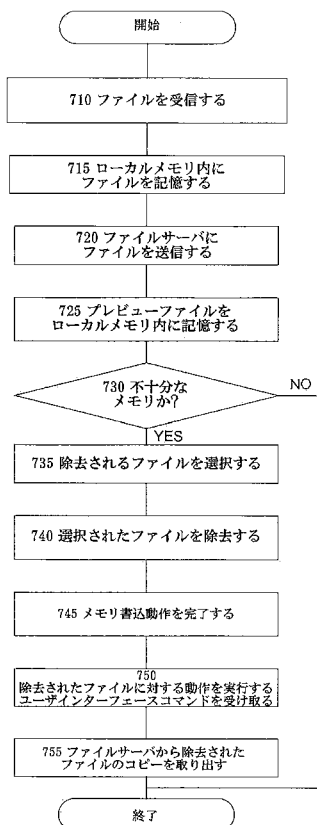 開始
710 ファイルを受信する
715 ローカルメモリ内に
ファイルを記憶する
720 ファイルサーバに
ファイルを送信する
725 プレビューファイルを
ローカルメモリ内に記憶する
730 不十分な
メモリか?
NO
YES
735 除去されるファイルを選択する
740 選択されたファイルを除去する
745 メモリ書込動作を完了する
750
除去されたファイルに対する動作を実行する
ユーザインターフェースコマンドを受け取る
755 ファイルサーバから除去された
ファイルのコピーを取り出す
終了